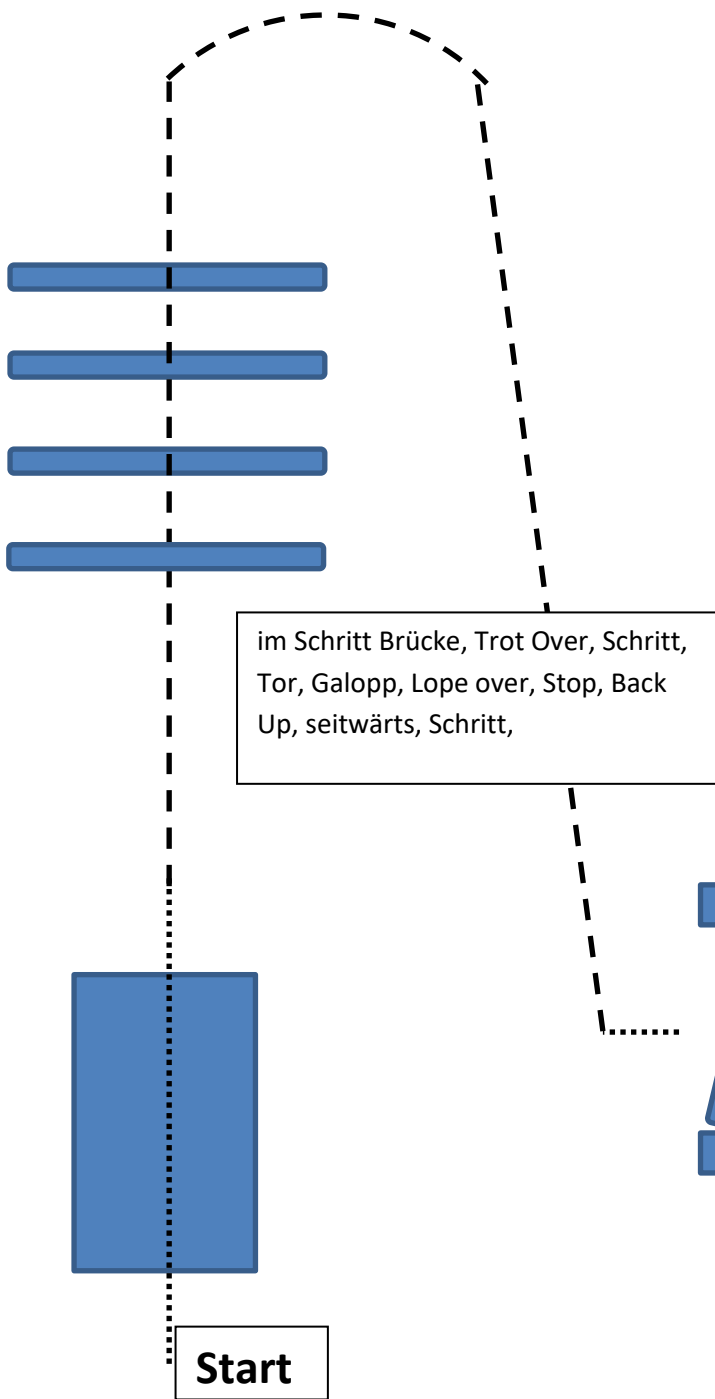 im Schritt Brücke, Trot Over, Schritt,
Tor, Galopp, Lope over, Stop, Back
Up, seitwärts, Schritt,
Start